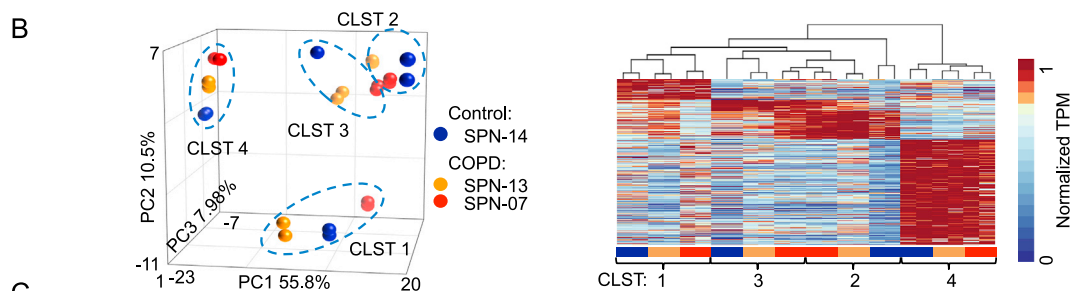 B
CLST 2
7
CLST 3
CLST 4
Control:
SPN-14
COPD:
SPN-13
SPN-07
PC2 10.5%
PC3 7.98%
-7
CLST 1
-11
1 -23
PC1 55.8%
20
1
Normalized TPM
0
CLST: 1 3 2 4